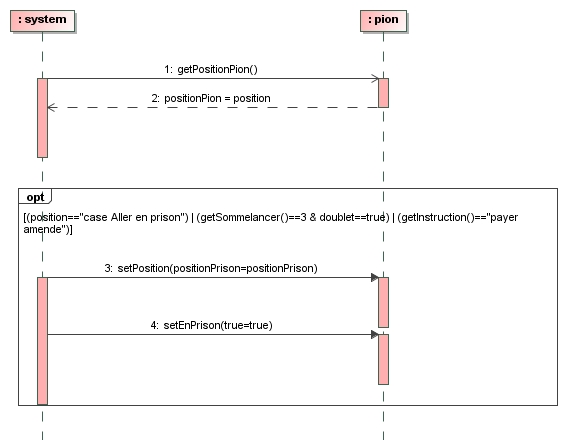 : system
: pion
1: getPositionPion()
2: positionPion = position
opt
[(position=="case Aller en prison") | (getSommelancer()==3 & doublet==true) | (getInstruction()=="payer
amende")]
3: setPosition(positionPrison=positionPrison)
4: setEnPrison(true=true)